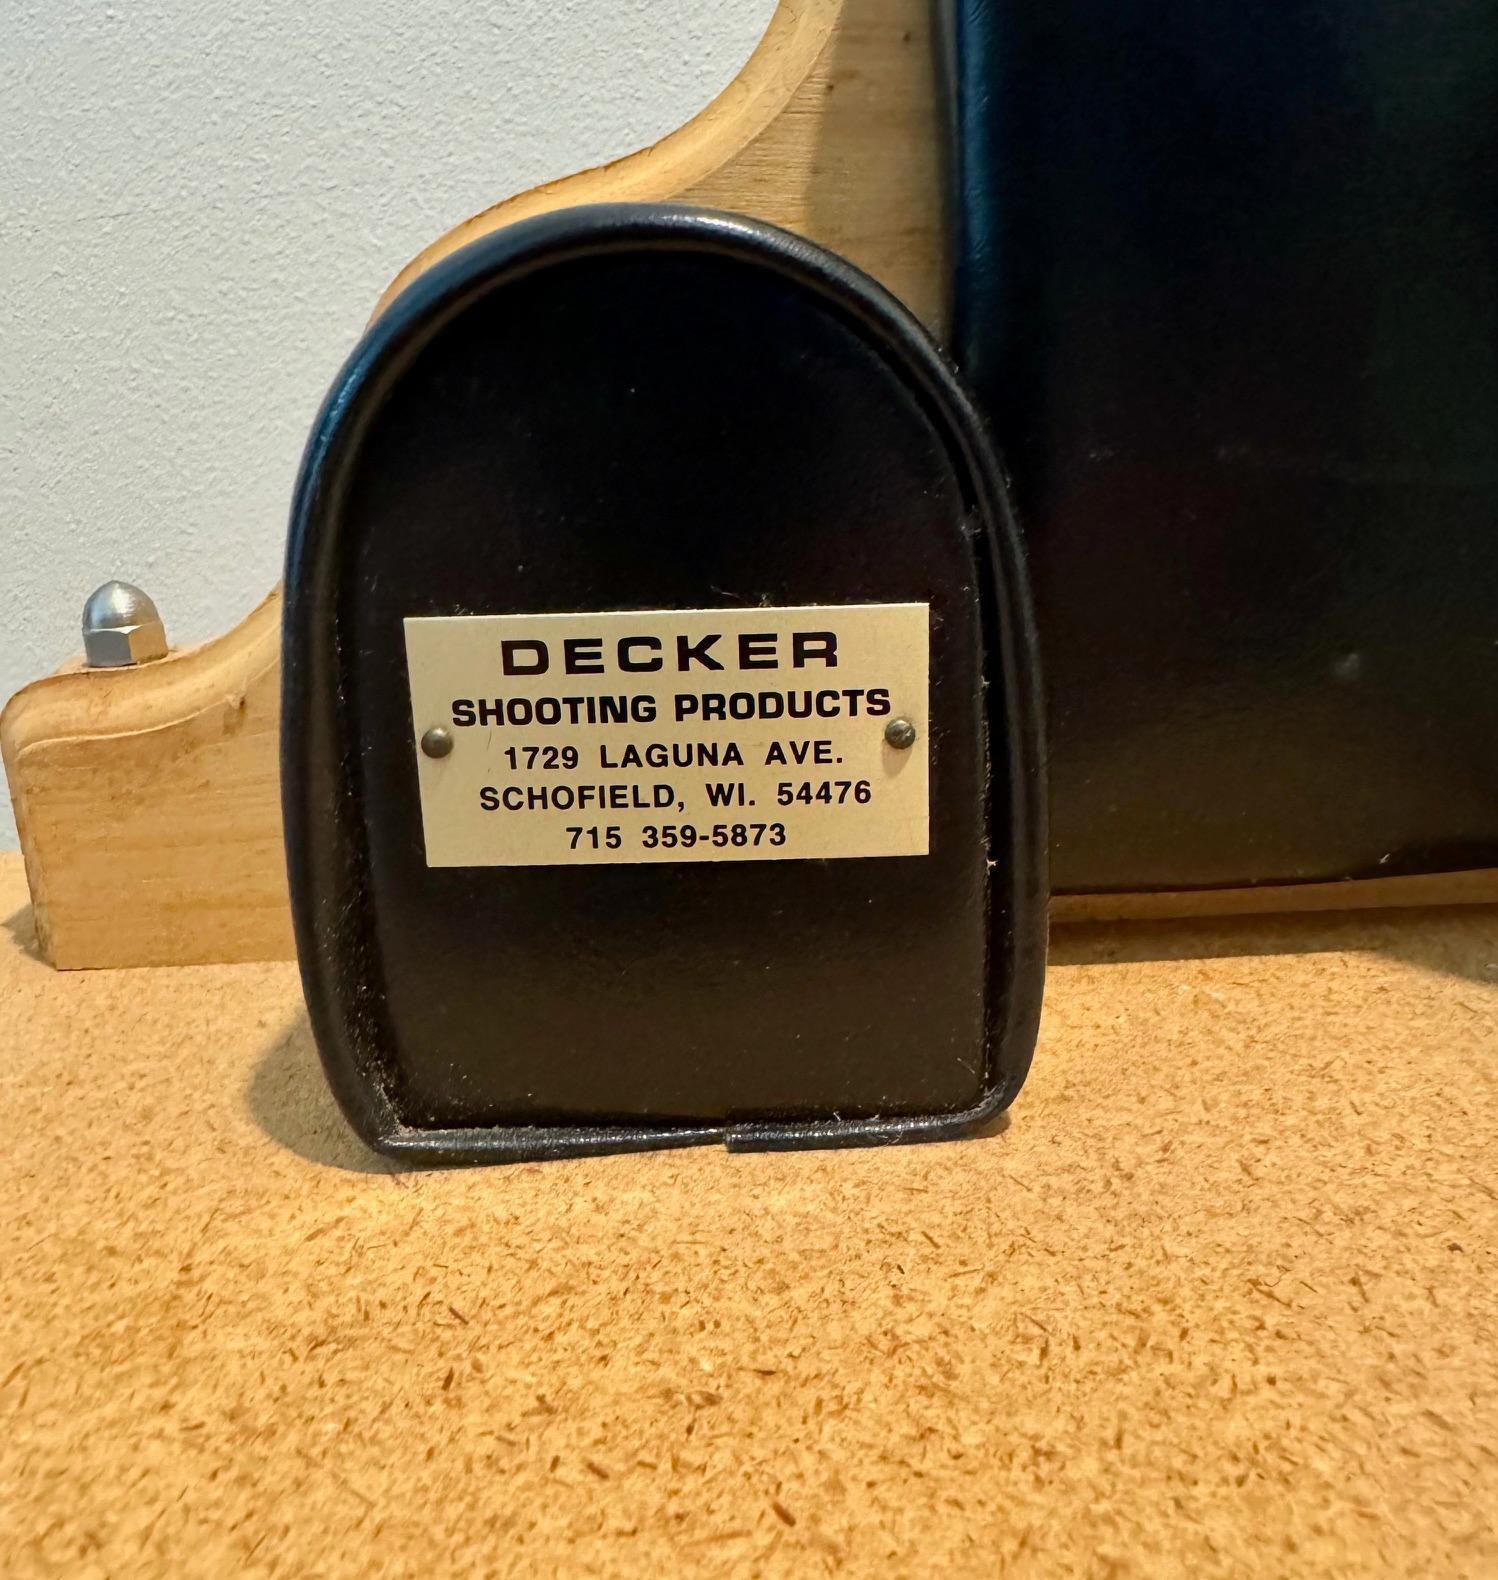 DECKER
SHOOTING PRODUCTS
1729 LAGUNA AVE.
SCHOFIELD, WI. 54476
715 359-5873